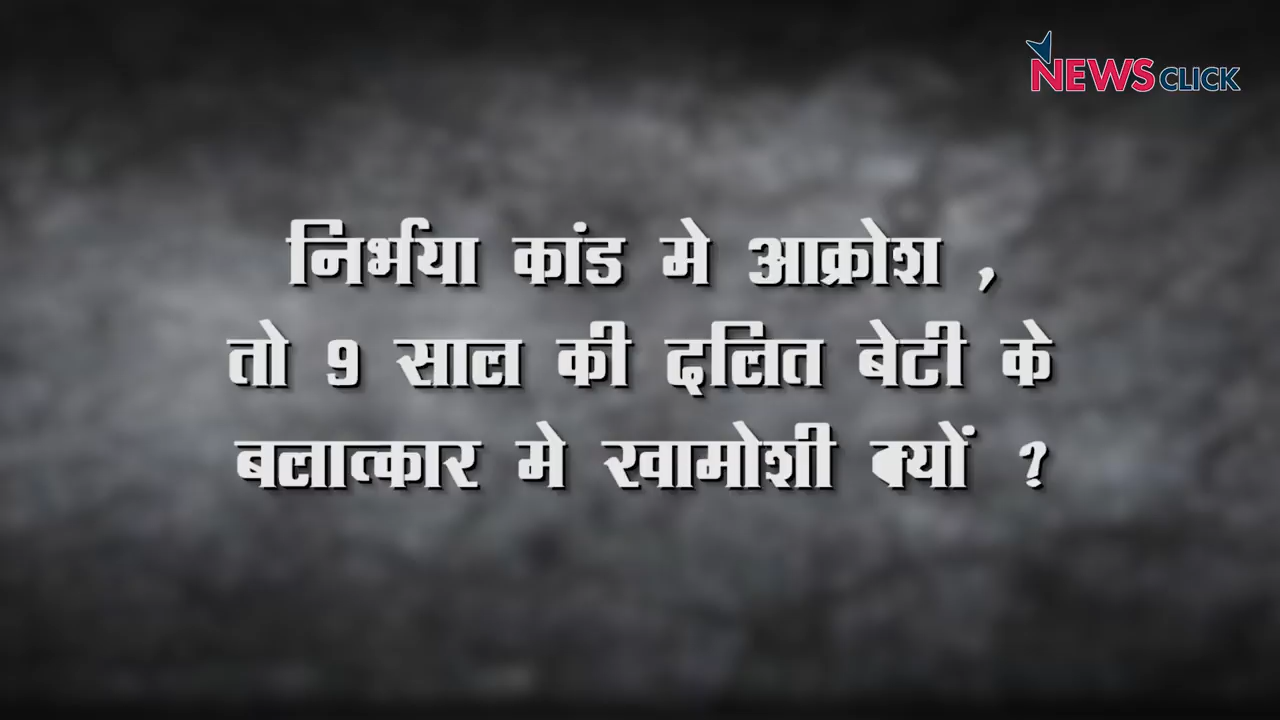 NEWSCLICK
निर्भया कांड मे आक्रोश ,
तो 9 साल की दलित बेटी के
बलात्कार मे खामोशी क्यों ?